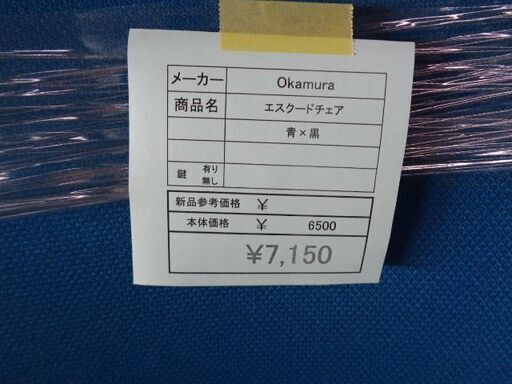 メーカー Okamura
商品名 エスクードチェア
青×黒
鍵 有り 無し
新品参考価格 ¥
本体価格 ¥ 6500
¥7,150